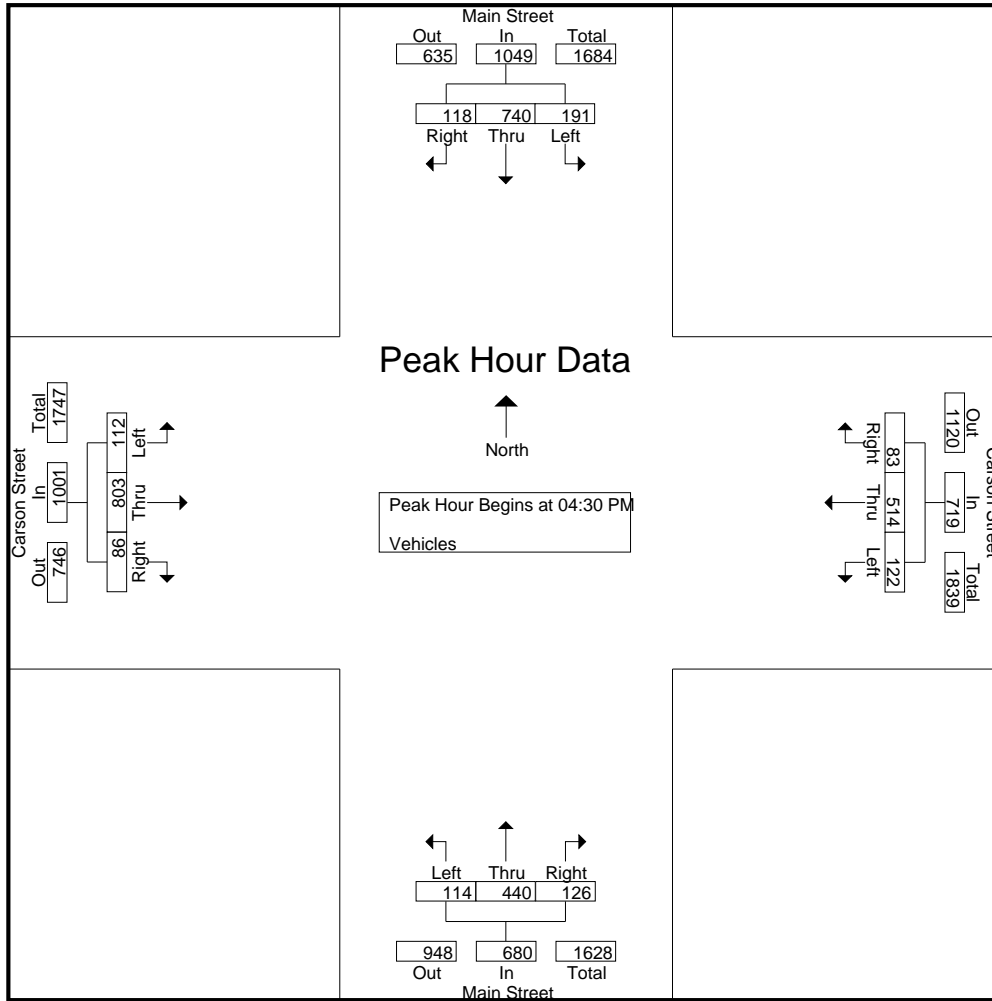 Main Street
Out In Total
635 1049 1684
118 740 191
Right Thru Left
Peak Hour Data
North
Peak Hour Begins at 04:30 PM
Vehicles
Carson Street
Total In Out
1747 1001 746
112 803 86
Left Thru Right
Carson Street
Out In Total
1120 719 1839
83 514 122
Right Thru Left
Left Thru Right
114 440 126
948 680 1628
Out In Total
Main Street